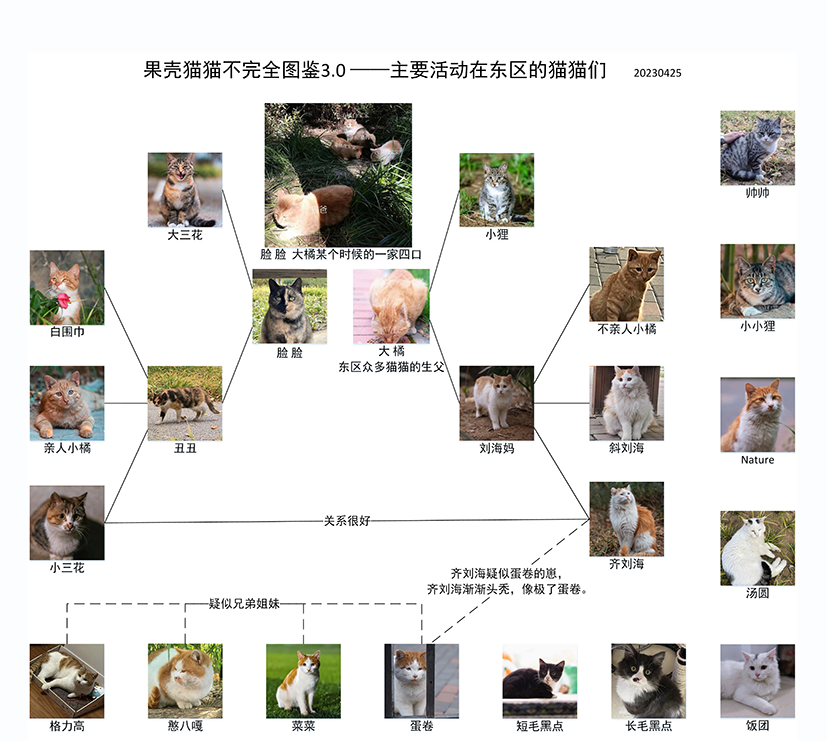 果壳猫猫不完全图鉴3.0 ——主要活动在东区的猫猫们 20230425
爸
大三花
小狸
帅帅
脸 脸 大橘某个时候的一家四口
白围巾
不亲人小橘
小小狸
脸 脸
大 橘
东区众多猫猫的生父
亲人小橘
丑丑
刘海妈
斜刘海
Nature
关系很好
小三花
齐刘海
齐刘海疑似蛋卷的崽，
齐刘海渐渐头秃，像极了蛋卷。
汤圆
疑似兄弟姐妹
格力高
憨八嘎
菜菜
蛋卷
短毛黑点
长毛黑点
饭团